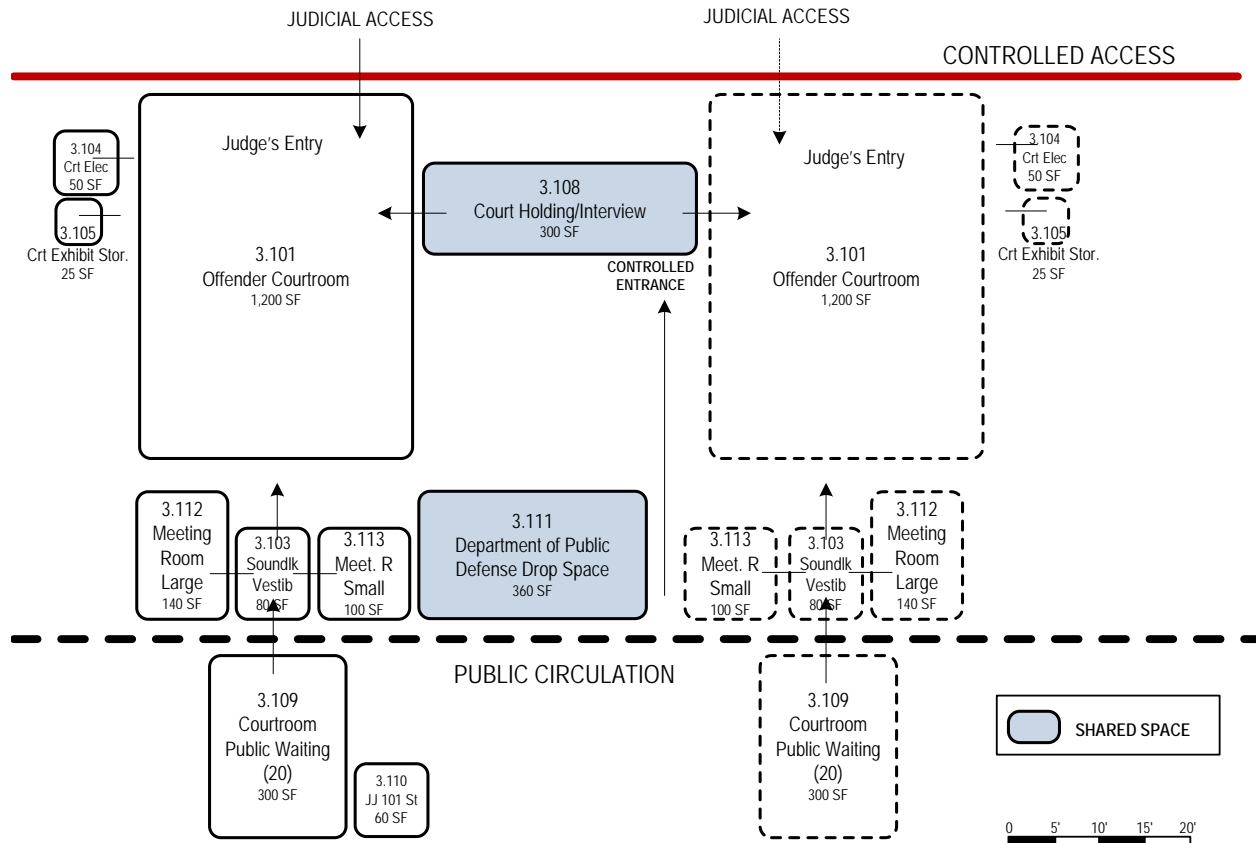 JUDICIAL ACCESS
JUDICIAL ACCESS
CONTROLLED ACCESS
3.104
Crt Elec
50 SF
3.105
Crt Exhibit Stor.
25 SF
Judge's Entry
3.101
Offender Courtroom
1,200 SF
3.108
Court Holding/Interview
300 SF
CONTROLLED
ENTRANCE
Judge's Entry
3.101
Offender Courtroom
1,200 SF
3.104
Crt Elec
50 SF
3.105
Crt Exhibit Stor.
25 SF
3.112
Meeting
Room
Large
140 SF
3.103
Soundlk
Vestib
80 SF
3.113
Meet. R
Small
100 SF
3.111
Department of Public
Defense Drop Space
360 SF
3.113
Meet. R
Small
100 SF
3.103
Soundlk
Vestib
80 SF
3.112
Meeting
Room
Large
140 SF
PUBLIC CIRCULATION
3.109
Courtroom
Public Waiting
(20)
300 SF
3.110
JJ 101 St
60 SF
3.109
Courtroom
Public Waiting
(20)
300 SF
SHARED SPACE
0 5' 10' 15' 20'